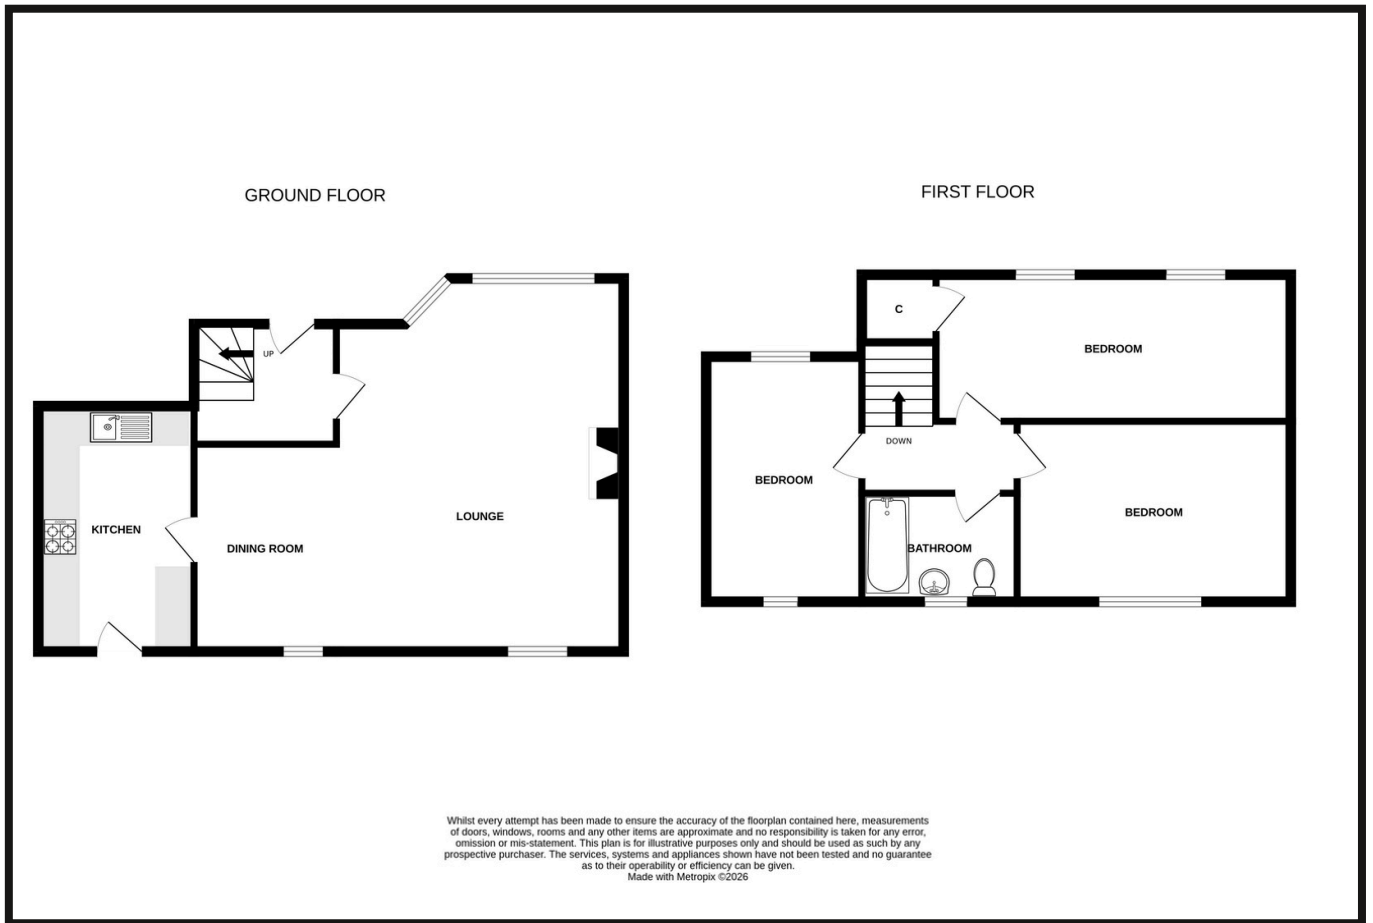 GROUND FLOOR
FIRST FLOOR
UP
KITCHEN
DINING ROOM
LOUNGE
C
BEDROOM
DOWN
BEDROOM
BEDROOM
BATHROOM
Whilst every attempt has been made to ensure the accuracy of the floorplan contained here, measurements
of doors, windows, rooms and any other items are approximate and no responsibility is taken for any error,
omission or mis-statement. This plan is for illustrative purposes only and should be used as such by any
prospective purchaser. The services, systems and appliances shown have not been tested and no guarantee
as to their operability or efficiency can be given.
Made with Metropix ©2026